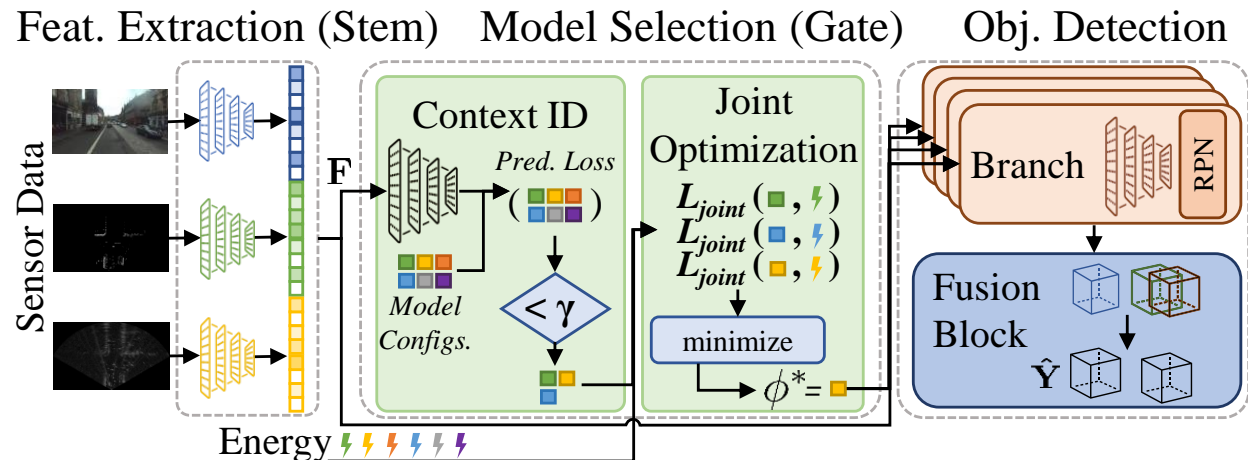 Feat. Extraction (Stem)
Model Selection (Gate)
Obj. Detection
Sensor Data
F
Context ID
Pred. Loss
( )
Model
Configs.
< γ
Joint
Optimization
L_joint ( , )
L_joint ( , )
L_joint ( , )
minimize
ϕ* =
Branch
RPN
Fusion
Block
Ŷ
Energy